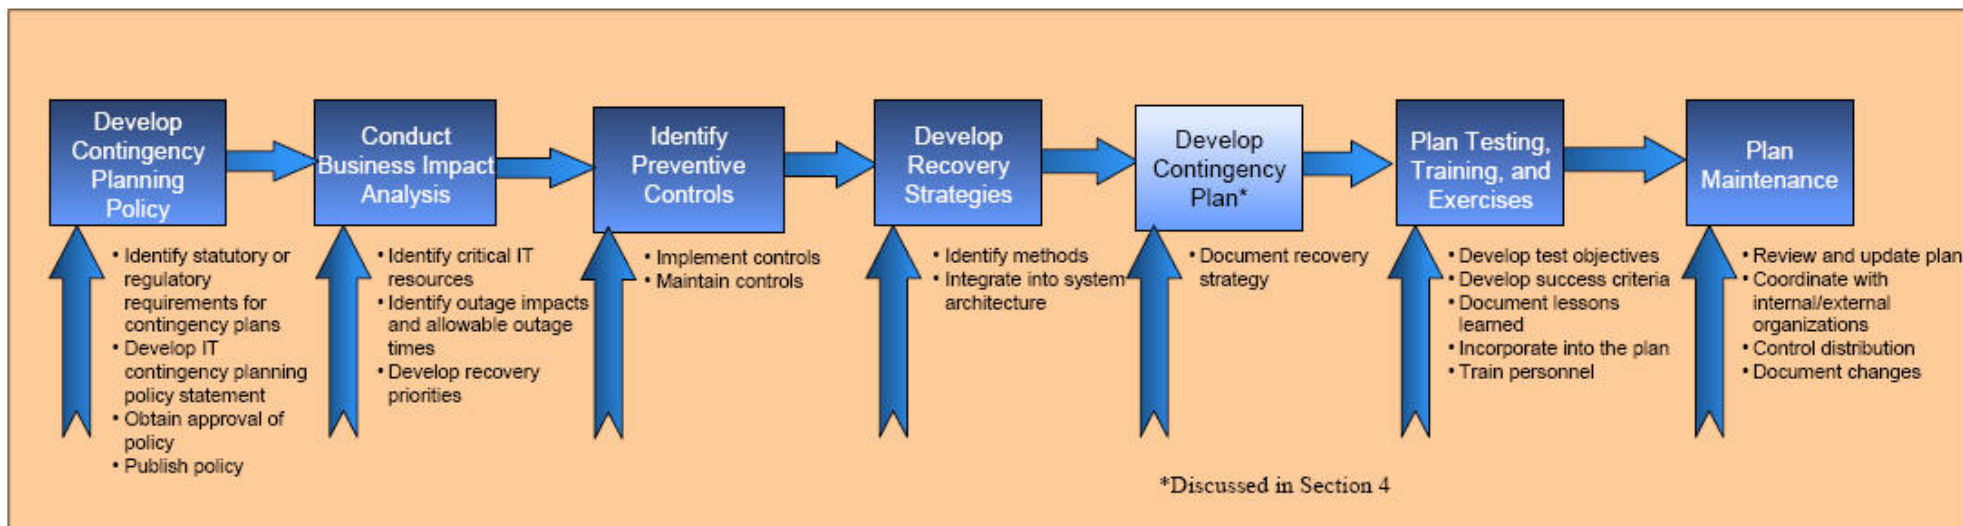 Develop
Contingency
Planning
Policy
Conduct
Business Impact
Analysis
Identify
Preventive
Controls
Develop
Recovery
Strategies
Develop
Contingency
Plan*
Plan Testing,
Training, and
Exercises
Plan
Maintenance
• Identify statutory or
regulatory
requirements for
contingency plans
• Develop IT
contingency planning
policy statement
• Obtain approval of
policy
• Publish policy
• Identify critical IT
resources
• Identify outage impacts
and allowable outage
times
• Develop recovery
priorities
• Implement controls
• Maintain controls
• Identify methods
• Integrate into system
architecture
• Document recovery
strategy
• Develop test objectives
• Develop success criteria
• Document lessons
learned
• Incorporate into the plan
• Train personnel
• Review and update plan
• Coordinate with
internal/external
organizations
• Control distribution
• Document changes
*Discussed in Section 4